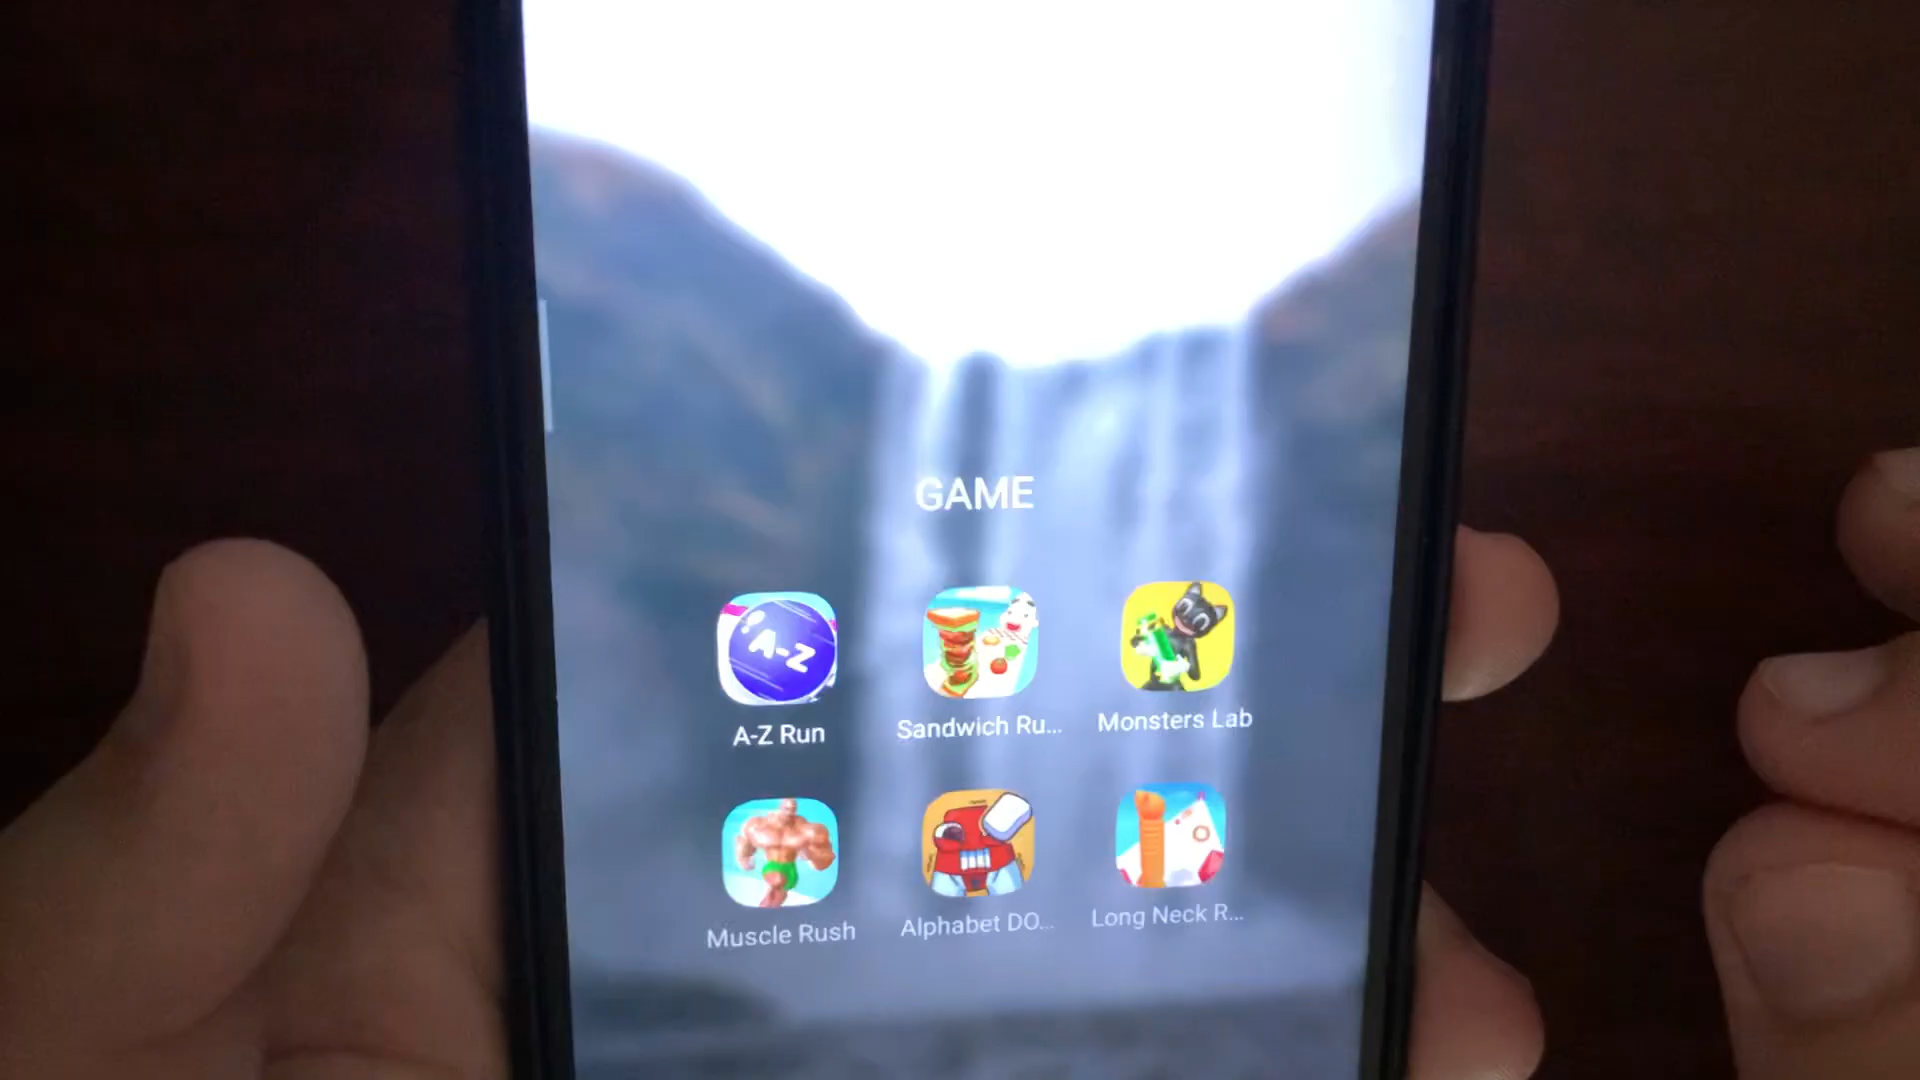 GAME
A-Z
A-Z Run
Sandwich Ru...
Monsters Lab
Muscle Rush
Alphabet DO...
Long Neck R...